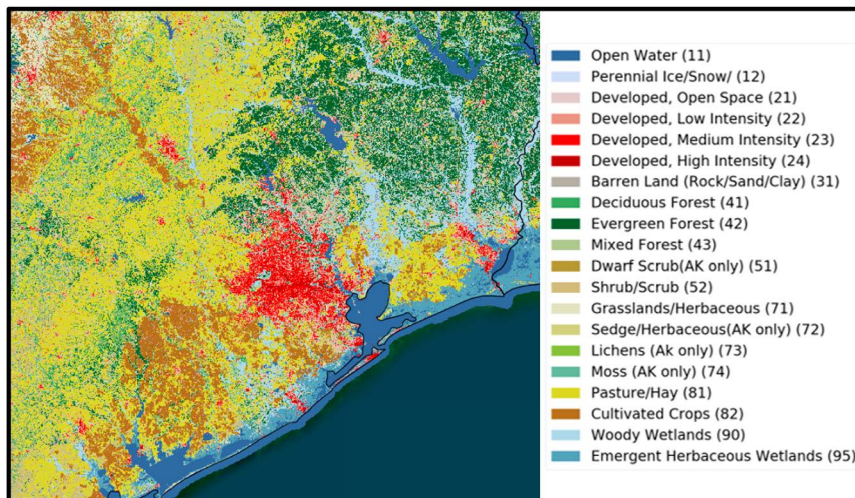 Open Water (11)
Perennial Ice/Snow/ (12)
Developed, Open Space (21)
Developed, Low Intensity (22)
Developed, Medium Intensity (23)
Developed, High Intensity (24)
Barren Land (Rock/Sand/Clay) (31)
Deciduous Forest (41)
Evergreen Forest (42)
Mixed Forest (43)
Dwarf Scrub(AK only) (51)
Shrub/Scrub (52)
Grasslands/Herbaceous (71)
Sedge/Herbaceous(AK only) (72)
Lichens (Ak only) (73)
Moss (AK only) (74)
Pasture/Hay (81)
Cultivated Crops (82)
Woody Wetlands (90)
Emergent Herbaceous Wetlands (95)